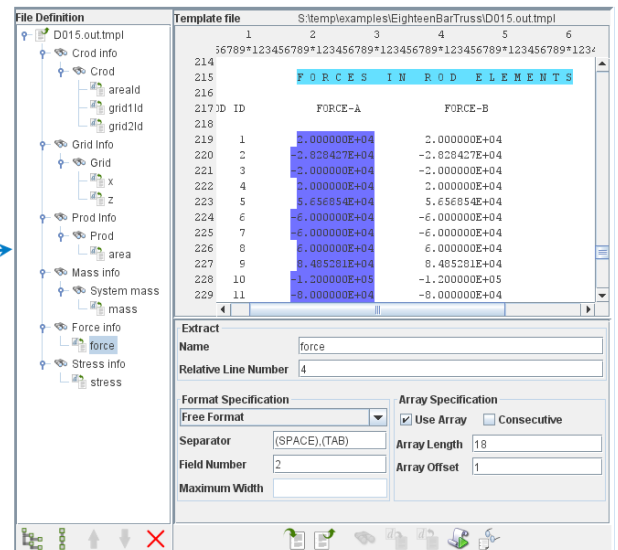 File Definition
D015.out.tmpl
Crod info
Crod
areaId
grid1Id
grid2Id
Grid Info
Grid
x
z
Prod Info
Prod
area
Mass info
System mass
mass
Force info
force
Stress info
stress
Template file S:\temp\examples\EighteenBarTruss\D015.out.tmpl
1 2 3 4 5 6
56789*123456789*123456789*123456789*123456789*123456789*1234
214
215 F O R C E S I N R O D E L E M E N T S
216
217 ID FORCE-A FORCE-B
218
219 1 2.000000E+04 2.000000E+04
220 2 -2.828427E+04 -2.828427E+04
221 3 -2.000000E+04 -2.000000E+04
222 4 2.000000E+04 2.000000E+04
223 5 5.656854E+04 5.656854E+04
224 6 -6.000000E+04 -6.000000E+04
225 7 -6.000000E+04 -6.000000E+04
226 8 6.000000E+04 6.000000E+04
227 9 8.485281E+04 8.485281E+04
228 10 -1.200000E+05 -1.200000E+05
229 11 -8.000000E+04 -8.000000E+04
Extract
Name force
Relative Line Number 4
Format Specification
Free Format
Separator (SPACE),(TAB)
Field Number 2
Maximum Width
Array Specification
Use Array Consecutive
Array Length 18
Array Offset 1